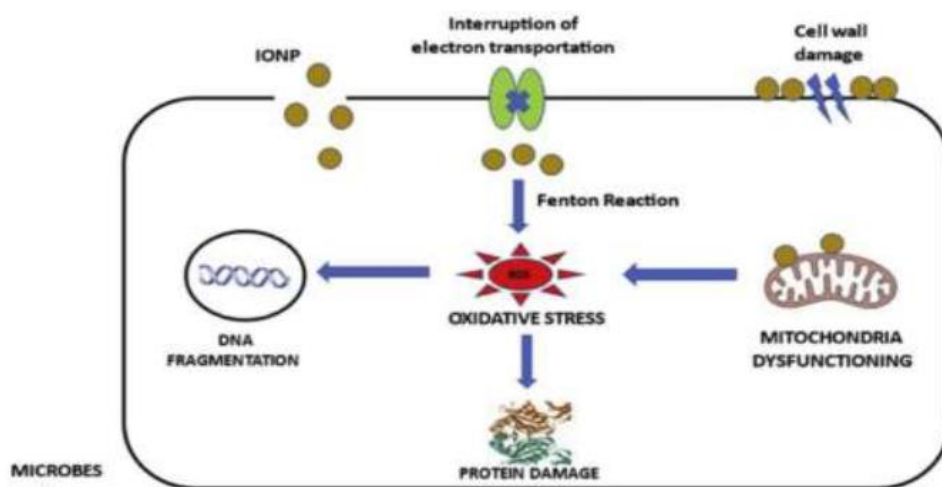 Interruption of
electron transportation
IONP
Cell wall
damage
Fenton Reaction
ROS
OXIDATIVE STRESS
DNA
FRAGMENTATION
MITOCHONDRIA
DYSFUNCTIONING
PROTEIN DAMAGE
MICROBES